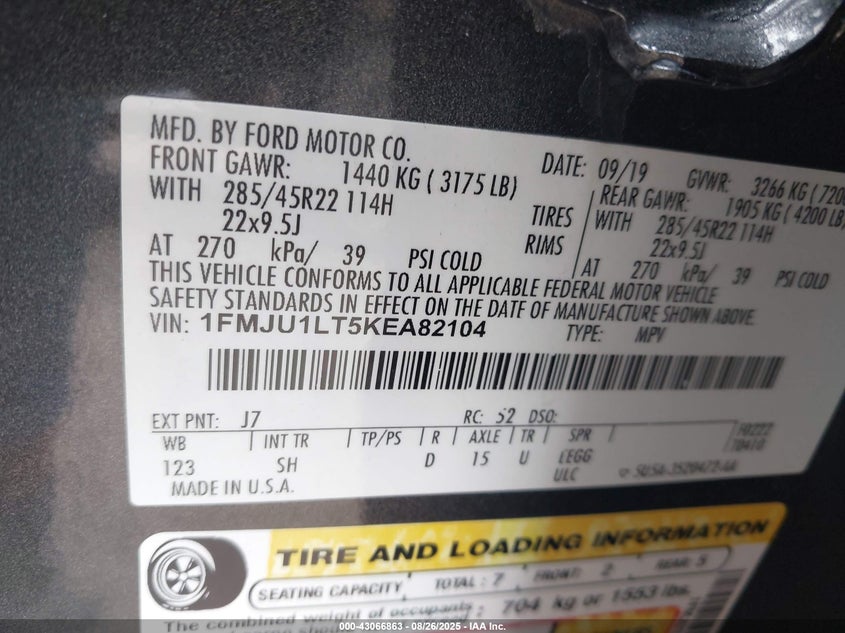 MFD. BY FORD MOTOR CO.
DATE: 09/19 GVWR: 3266 KG (720
FRONT GAWR: 1440 KG ( 3175 LB)
REAR GAWR: 1905 KG ( 4200 LB)
WITH 285/45R22 114H TIRES WITH 285/45R22 114H
22x9.5J RIMS 22x9.5J
AT 270 kPa/ 39 PSI COLD AT 270 kPa/ 39 PSI COLD
THIS VEHICLE CONFORMS TO ALL APPLICABLE FEDERAL MOTOR VEHICLE
SAFETY STANDARDS IN EFFECT ON THE DATE OF MANUFACTURE SHOWN ABOVE.
VIN: 1FMJU1LT5KEA82104 TYPE: MPV
EXT PNT: J7 RC: 52 DSO:
WB INT TR TP/PS R AXLE TR SPR
123 SH D 15 U EEGG
ULC
MADE IN U.S.A.
TIRE AND LOADING INFORMATION
SEATING CAPACITY TOTAL : 7 FRONT: 2 REAR: 5
The combined weight of occupants : 704 kg or 1553 lbs.
000-43066863 - 08/26/2025 - IAA Inc.